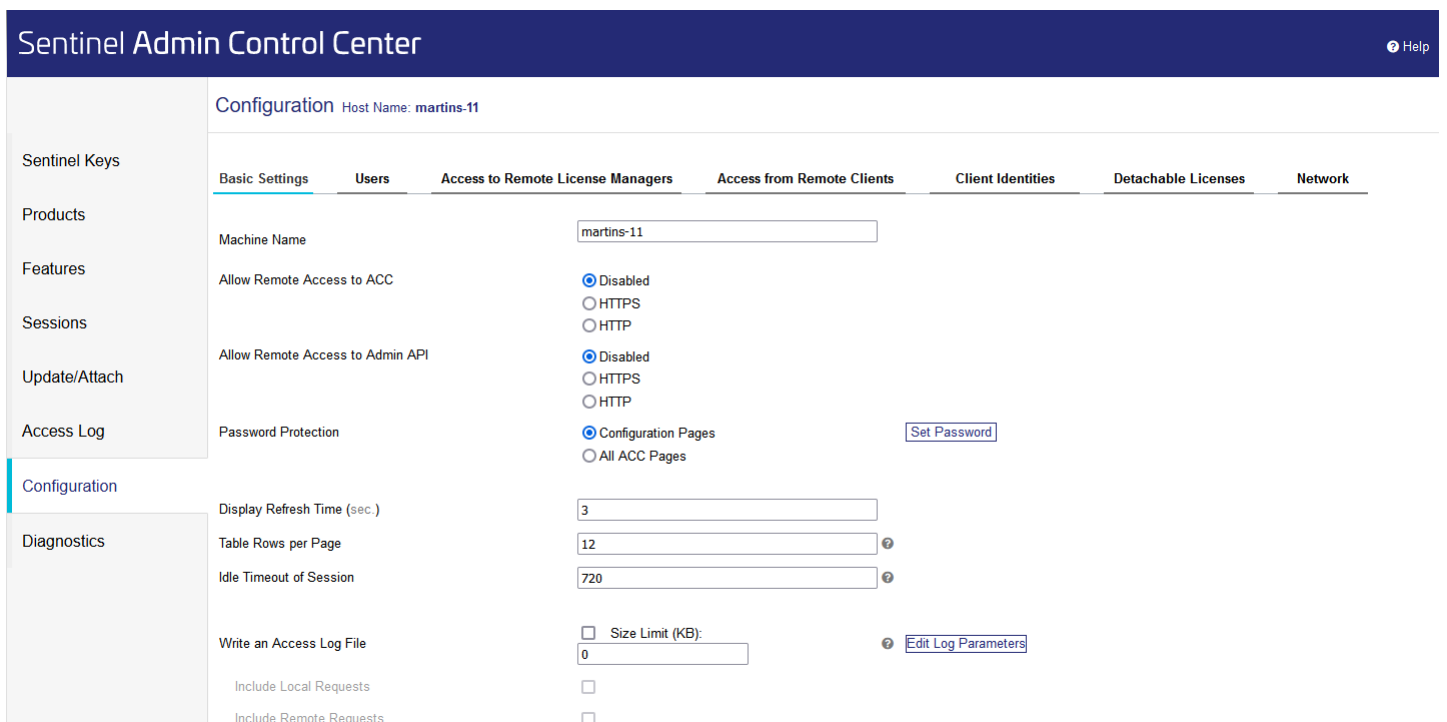 Sentinel Admin Control Center
Help
Configuration Host Name: martins-11
Sentinel Keys
Products
Features
Sessions
Update/Attach
Access Log
Configuration
Diagnostics
Basic Settings Users Access to Remote License Managers Access from Remote Clients Client Identities Detachable Licenses Network
Machine Name martins-11
Allow Remote Access to ACC Disabled
HTTPS
HTTP
Allow Remote Access to Admin API Disabled
HTTPS
HTTP
Password Protection Configuration Pages Set Password
All ACC Pages
Display Refresh Time (sec.) 3
Table Rows per Page 12 ?
Idle Timeout of Session 720 ?
Write an Access Log File Size Limit (KB): ? Edit Log Parameters
0
Include Local Requests
Include Remote Requests